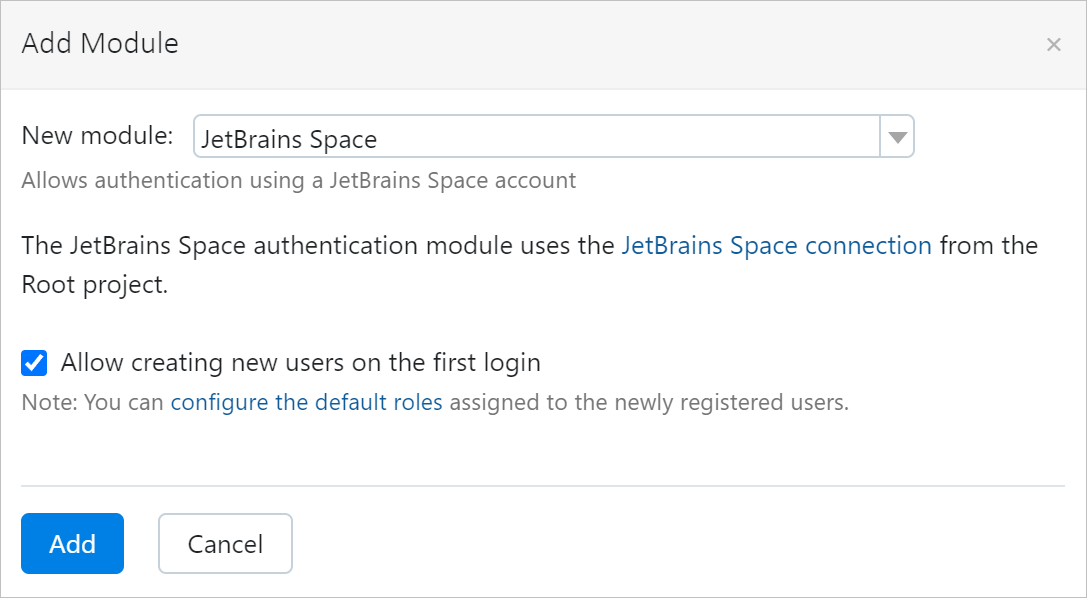 Add Module
New module: JetBrains Space
Allows authentication using a JetBrains Space account
The JetBrains Space authentication module uses the JetBrains Space connection from the
Root project.
Allow creating new users on the first login
Note: You can configure the default roles assigned to the newly registered users.
Add Cancel